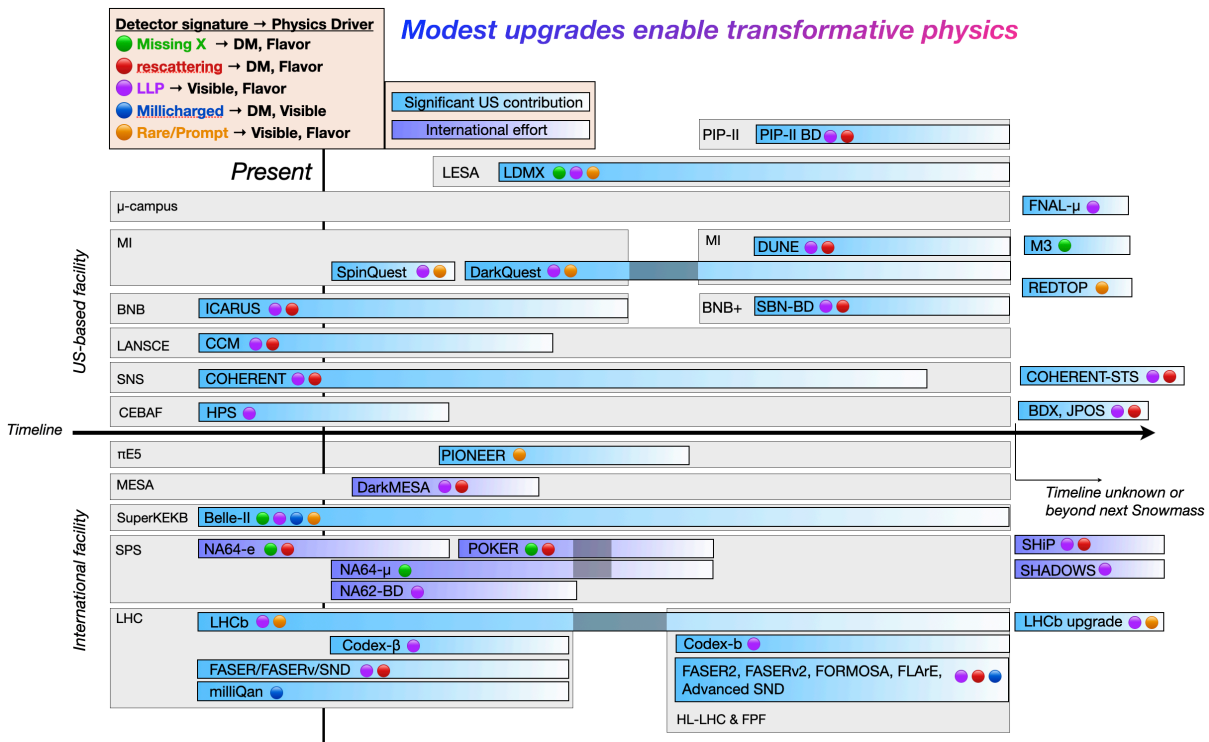 Detector signature → Physics Driver
Missing X → DM, Flavor
rescattering → DM, Flavor
LLP → Visible, Flavor
Millicharged → DM, Visible
Rare/Prompt → Visible, Flavor
Modest upgrades enable transformative physics
Significant US contribution
International effort
Present
PIP-II
PIP-II BD
LESA
LDMX
μ-campus
FNAL-μ
MI
MI
DUNE
M3
SpinQuest
DarkQuest
REDTOP
BNB
ICARUS
BNB+
SBN-BD
LANSCE
CCM
SNS
COHERENT
COHERENT-STS
CEBAF
HPS
BDX, JPOS
US-based facility
Timeline
πE5
PIONEER
MESA
DarkMESA
Timeline unknown or
beyond next Snowmass
SuperKEKB
Belle-II
SPS
NA64-e
POKER
SHiP
NA64-μ
SHADOWS
NA62-BD
International facility
LHC
LHCb
LHCb upgrade
Codex-β
Codex-b
FASER/FASERv/SND
FASER2, FASERv2, FORMOSA, FLArE,
Advanced SND
milliQan
HL-LHC & FPF